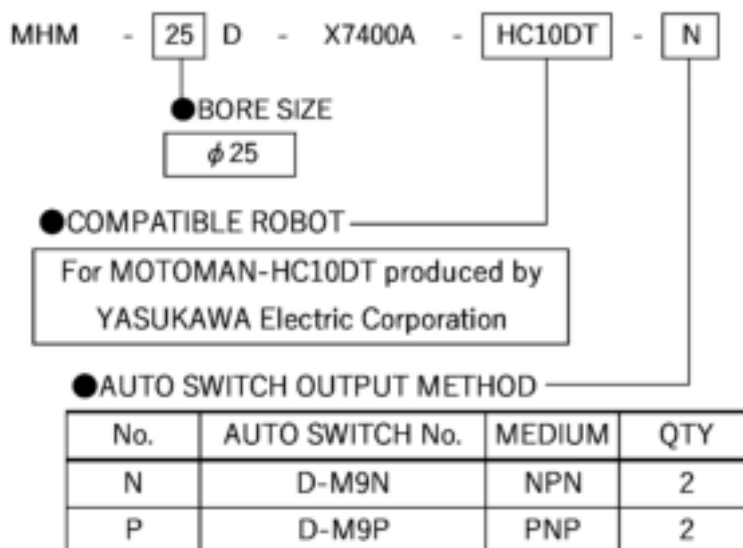 MHM - 25 D - X7400A - HC10DT - N
●BORE SIZE
ϕ25
●COMPATIBLE ROBOT
For MOTOMAN-HC10DT produced by
YASUKAWA Electric Corporation
●AUTO SWITCH OUTPUT METHOD
No. AUTO SWITCH No. MEDIUM QTY
N D-M9N NPN 2
P D-M9P PNP 2